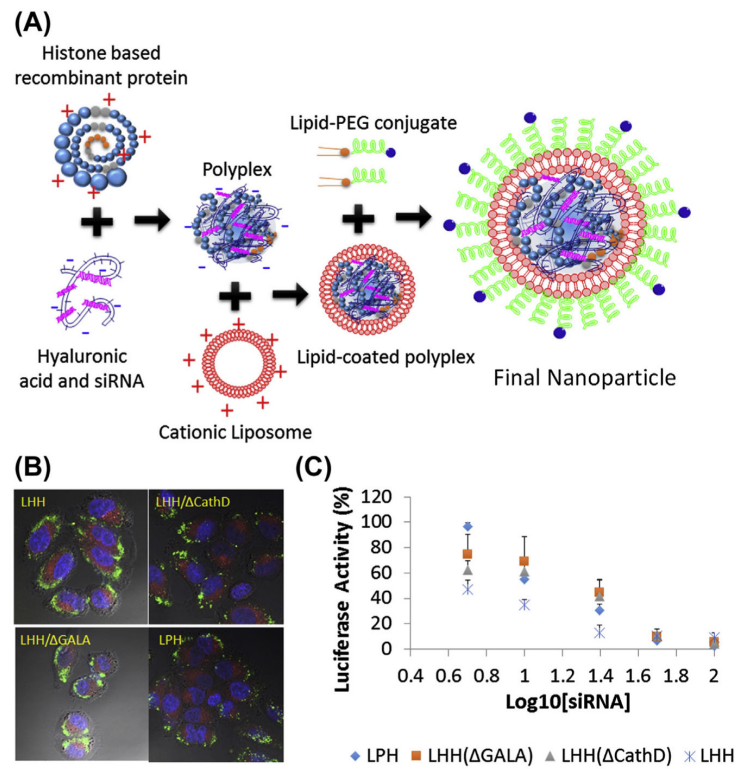 (A)
Histone based
recombinant protein
Hyaluronic
acid and siRNA
Polyplex
Cationic Liposome
Lipid-PEG conjugate
Lipid-coated polyplex
Final Nanoparticle
(B)
LHH
LHH/ΔCathD
LHH/ΔGALA
LPH
(C)
Luciferase Activity (%)
120
100
80
60
40
20
0
0.4 0.6 0.8 1 1.2 1.4 1.6 1.8 2
Log10[siRNA]
LPH LHH(ΔGALA) LHH(ΔCathD) LHH